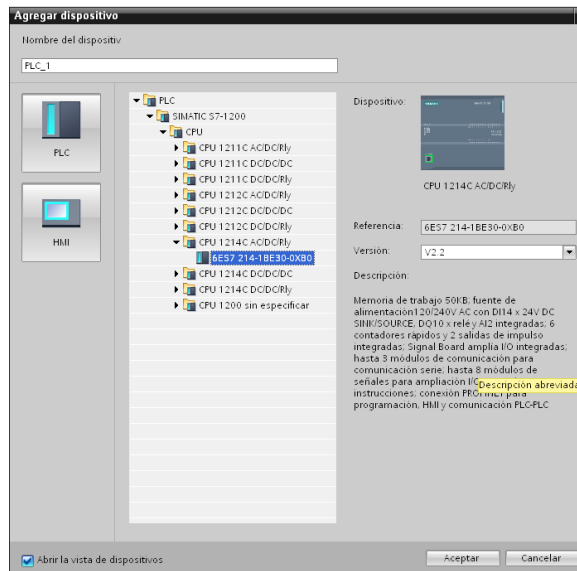 Agregar dispositivo
Nombre del dispositiv
PLC_1
PLC
HMI
PLC
SIMATIC S7-1200
CPU
CPU 1211C AC/DC/Rly
CPU 1211C DC/DC/DC
CPU 1211C DC/DC/Rly
CPU 1212C AC/DC/Rly
CPU 1212C DC/DC/DC
CPU 1212C DC/DC/Rly
CPU 1214C AC/DC/Rly
6ES7 214-1BE30-0XB0
CPU 1214C DC/DC/DC
CPU 1214C DC/DC/Rly
CPU 1200 sin especificar
Dispositivo:
CPU 1214C AC/DC/Rly
Referencia:
6ES7 214-1BE30-0XB0
Versión:
V2.2
Descripción:
Memoria de trabajo 50KB; fuente de
alimentación120/240V AC con DI14 x 24V DC
SINK/SOURCE, DQ10 x relé y AI2 integradas; 6
contadores rápidos y 2 salidas de impulso
integradas; Signal Board amplía I/O integradas;
hasta 3 módulos de comunicación para
comunicación serie; hasta 8 módulos de
señales para ampliación I/O
Descripción abreviada
instrucciones; conexión PROFINET para
programación, HMI y comunicación PLC-PLC
Abrir la vista de dispositivos
Aceptar
Cancelar